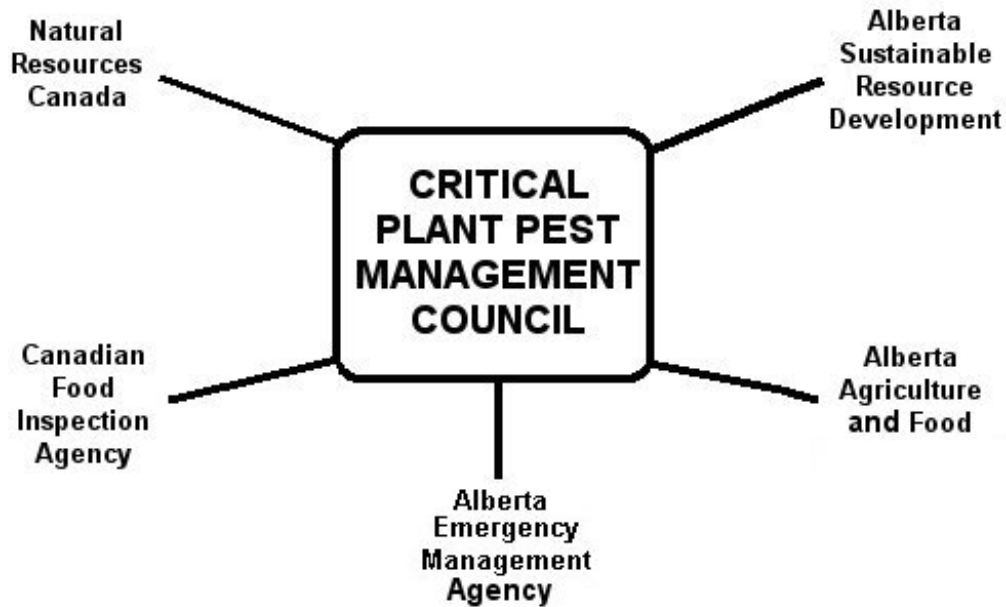 Natural
Resources
Canada
Alberta
Sustainable
Resource
Development
CRITICAL
PLANT PEST
MANAGEMENT
COUNCIL
Canadian
Food
Inspection
Agency
Alberta
Agriculture
and Food
Alberta
Emergency
Management
Agency